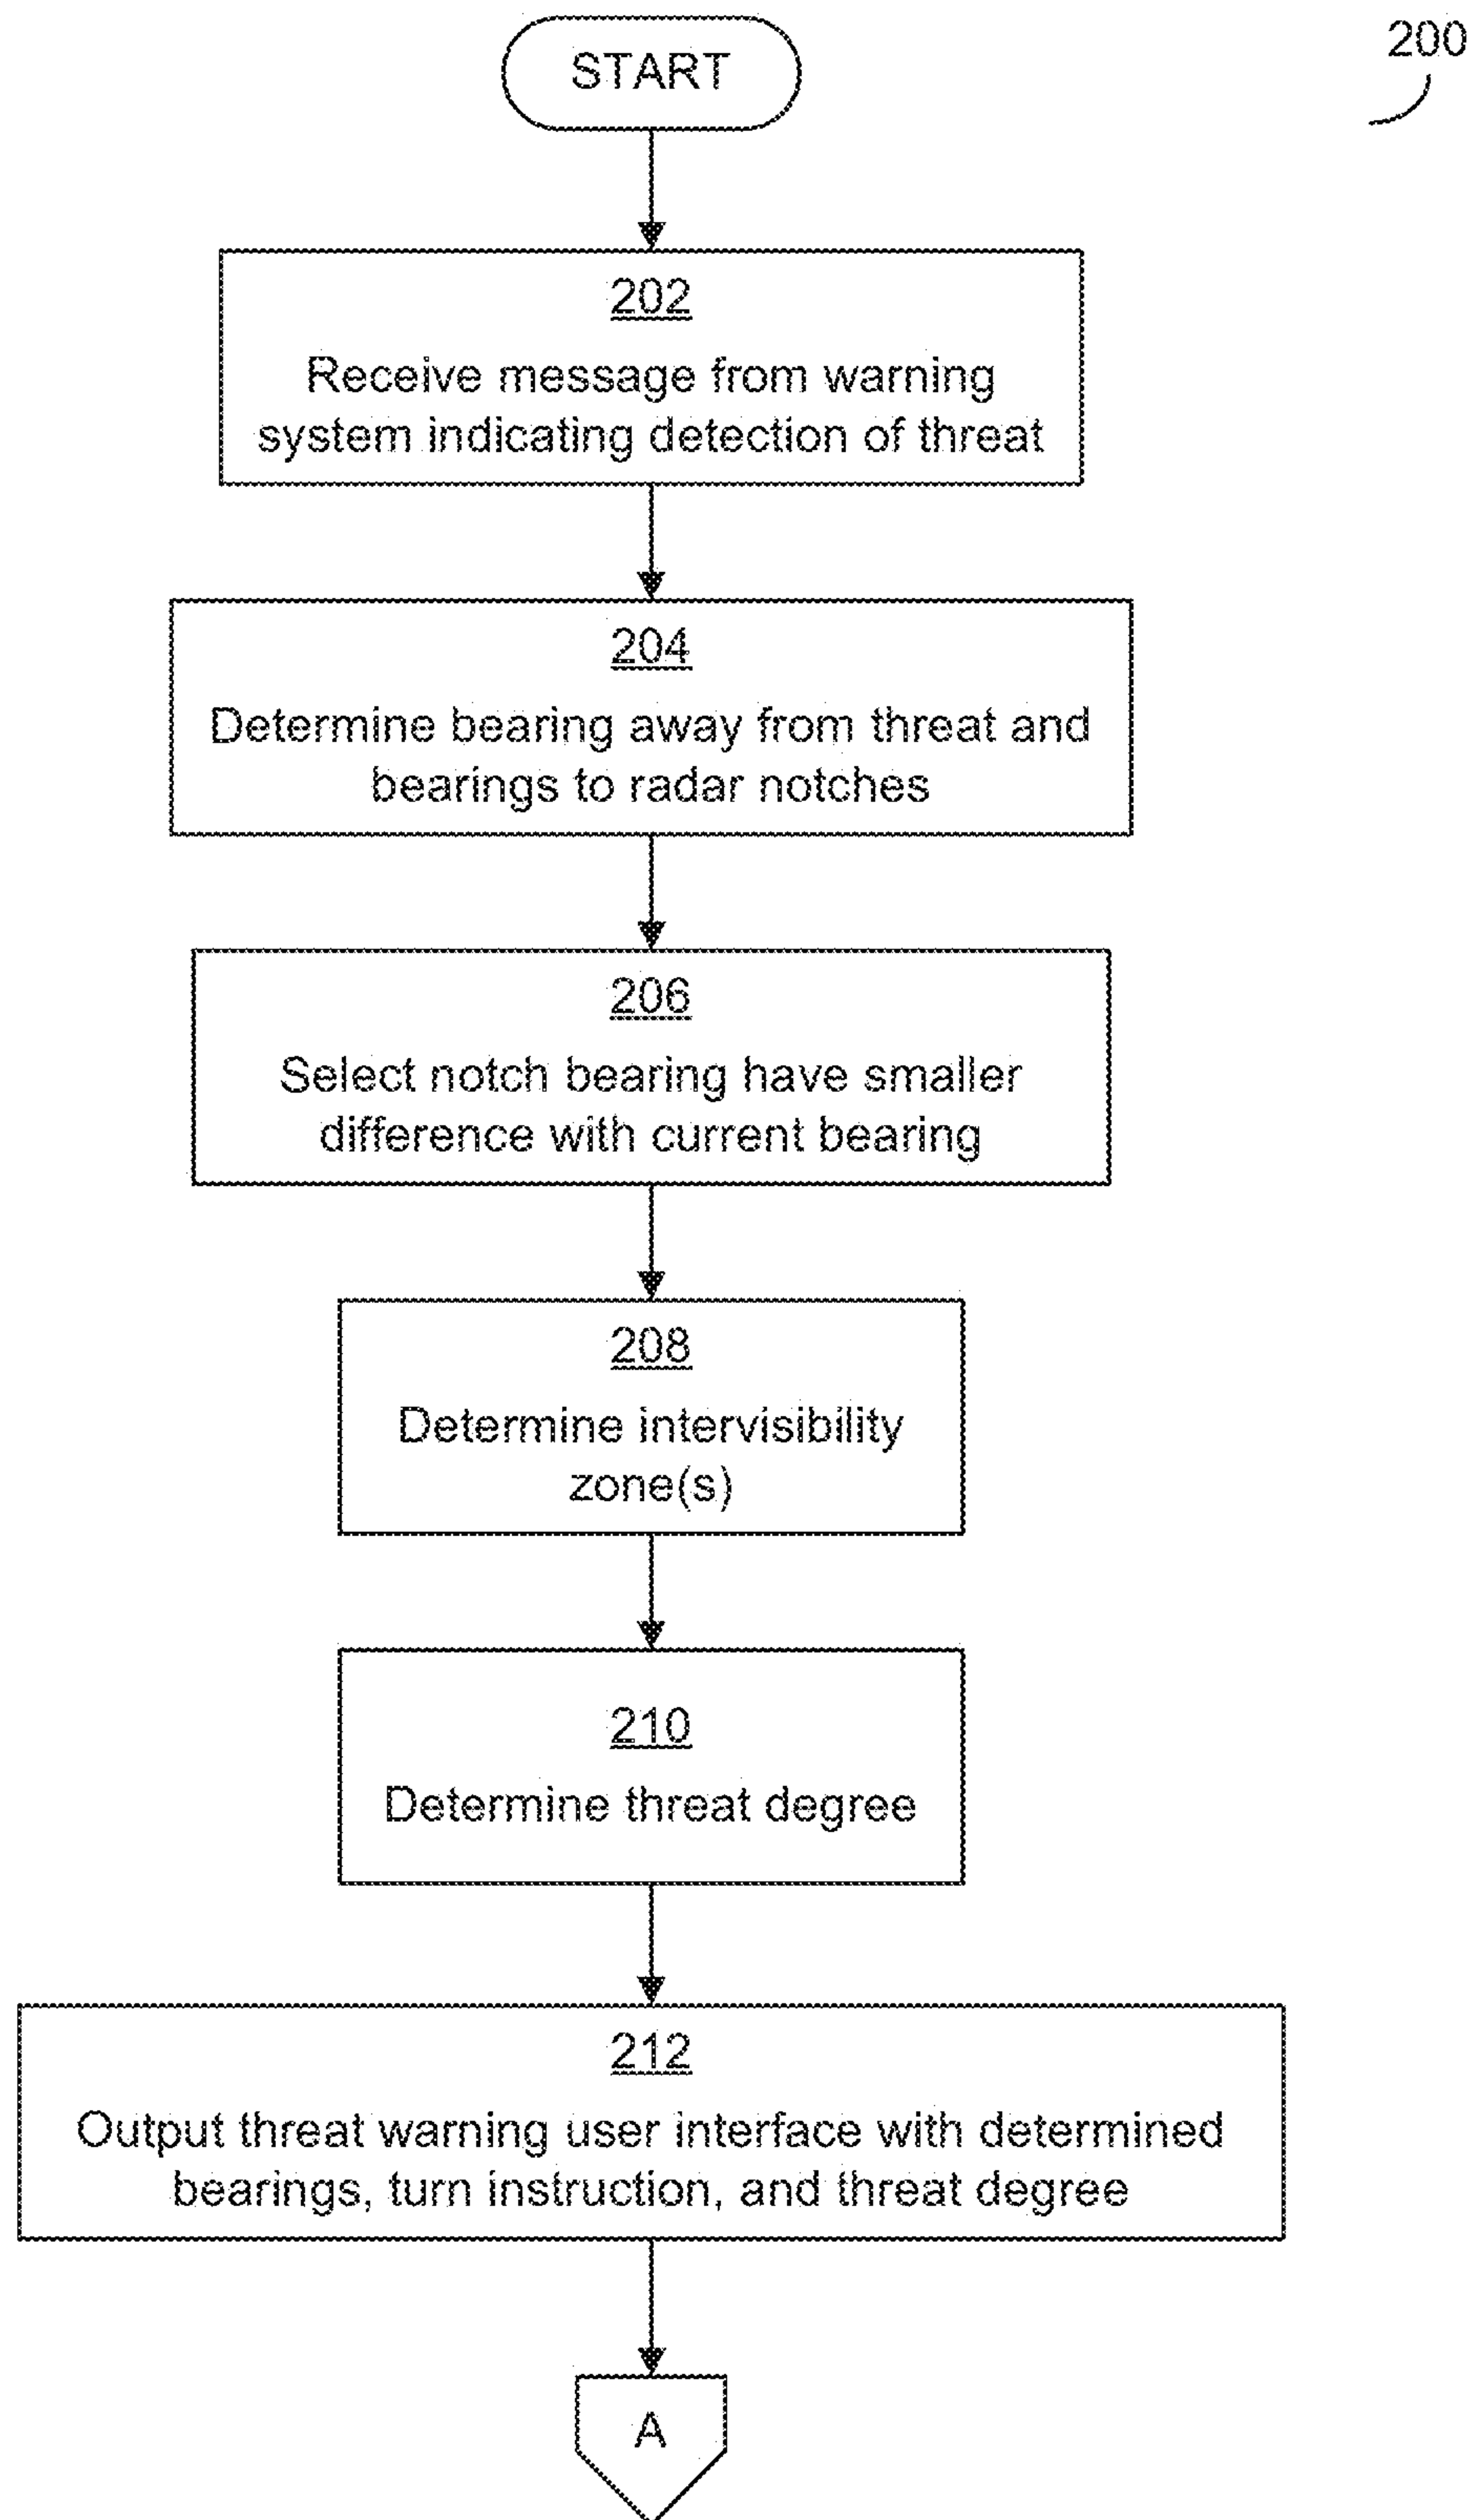 START
200
202
Receive message from warning
system indicating detection of threat
204
Determine bearing away from threat and
bearings to radar notches
206
Select notch bearing have smaller
difference with current bearing
208
Determine intervisibility
zone(s)
210
Determine threat degree
212
Output threat warning user interface with determined
bearings, turn instruction, and threat degree
A